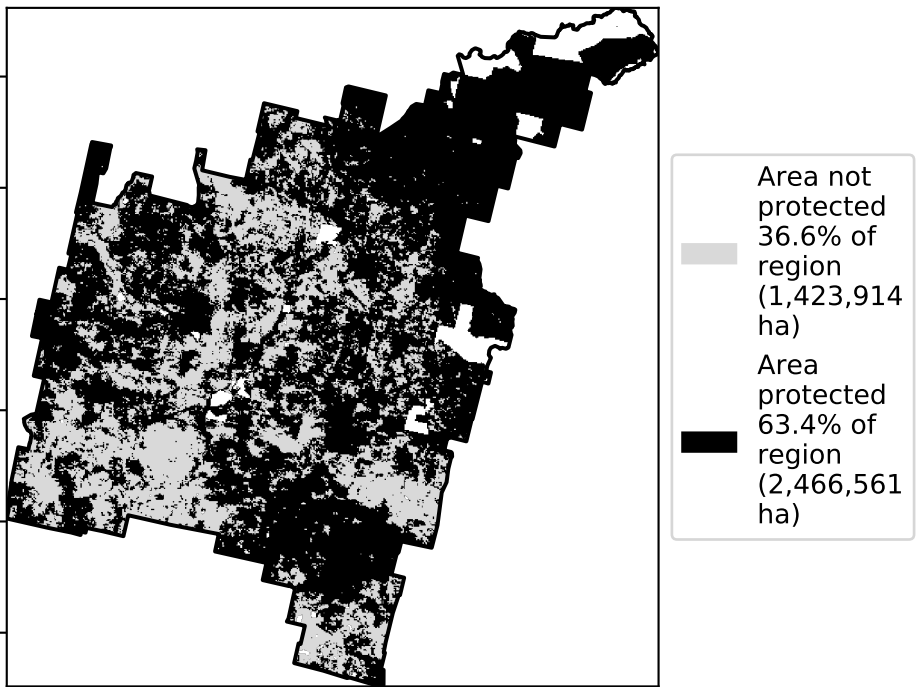 Area not
protected
36.6% of
region
(1,423,914
ha)
Area
protected
63.4% of
region
(2,466,561
ha)